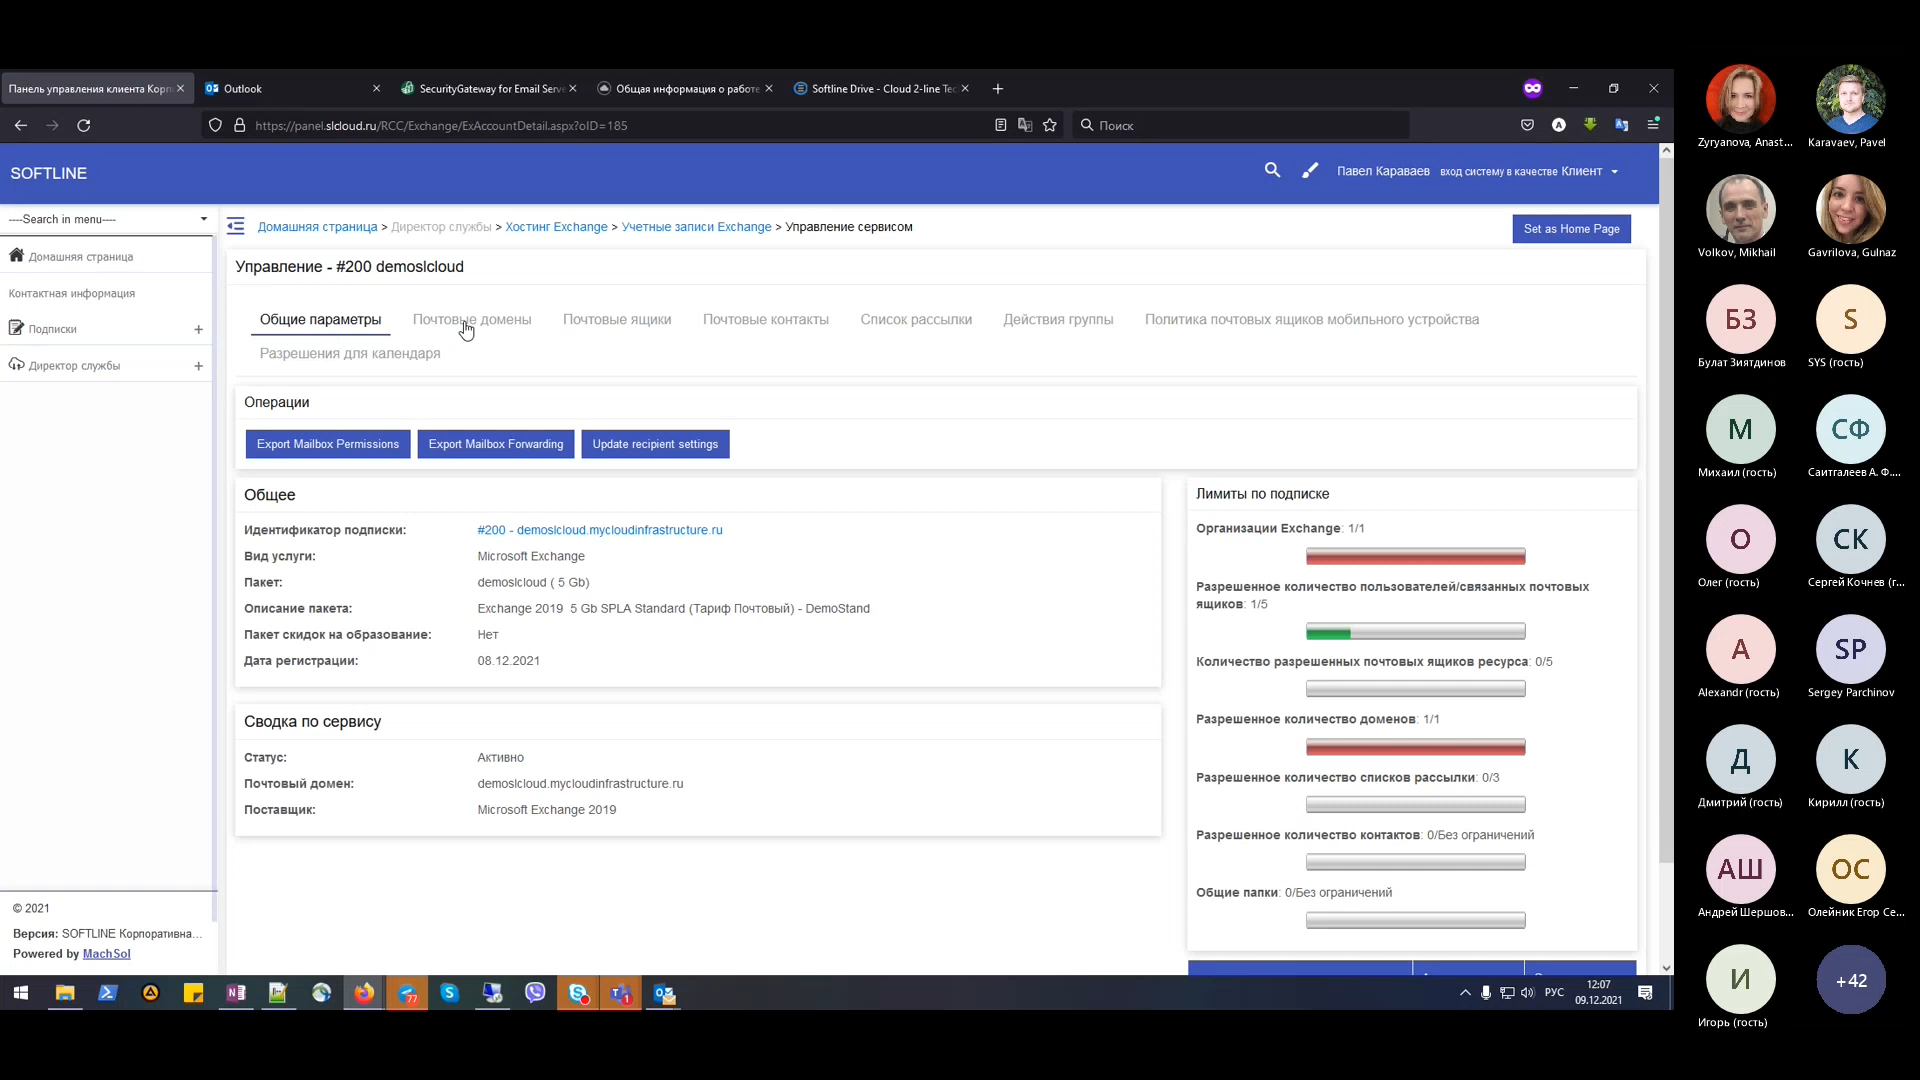 Панель управления клиента Корп
Outlook
SecurityGateway for Email Serve
Общая информация о работе
Softline Drive - Cloud 2-line Tec
https://panel.slcloud.ru/RCC/Exchange/ExAccountDetail.aspx?oID=185
Поиск
SOFTLINE
Павел Караваев вход систему в качестве Клиент
----Search in menu----
Домашняя страница > Директор службы > Хостинг Exchange > Учетные записи Exchange > Управление сервисом
Set as Home Page
Домашняя страница
Контактная информация
Подписки
Директор службы
Управление - #200 demoslcloud
Общие параметры
Почтовые домены
Почтовые ящики
Почтовые контакты
Список рассылки
Действия группы
Политика почтовых ящиков мобильного устройства
Разрешения для календаря
Операции
Export Mailbox Permissions
Export Mailbox Forwarding
Update recipient settings
Общее
Идентификатор подписки: #200 - demoslcloud.mycloudinfrastructure.ru
Вид услуги: Microsoft Exchange
Пакет: demoslcloud ( 5 Gb)
Описание пакета: Exchange 2019 5 Gb SPLA Standard (Тариф Почтовый) - DemoStand
Пакет скидок на образование: Нет
Дата регистрации: 08.12.2021
Сводка по сервису
Статус: Активно
Почтовый домен: demoslcloud.mycloudinfrastructure.ru
Поставщик: Microsoft Exchange 2019
Лимиты по подписке
Организации Exchange: 1/1
Разрешенное количество пользователей/связанных почтовых
ящиков: 1/5
Количество разрешенных почтовых ящиков ресурса: 0/5
Разрешенное количество доменов: 1/1
Разрешенное количество списков рассылки: 0/3
Разрешенное количество контактов: 0/Без ограничений
Общие папки: 0/Без ограничений
© 2021
Версия: SOFTLINE Корпоративна...
Powered by MachSol
77
1
РУС
12:07
09.12.2021
Zyryanova, Anast...
Karavaev, Pavel
Volkov, Mikhail
Gavrilova, Gulnaz
БЗ
Булат Зиятдинов
S
SYS (гость)
М
Михаил (гость)
СФ
Саитгалеев А. Ф....
О
Олег (гость)
СК
Сергей Кочнев (г...
A
Alexandr (гость)
SP
Sergey Parchinov
Д
Дмитрий (гость)
К
Кирилл (гость)
АШ
Андрей Шершов...
ОС
Олейник Егор Се...
И
Игорь (гость)
+42